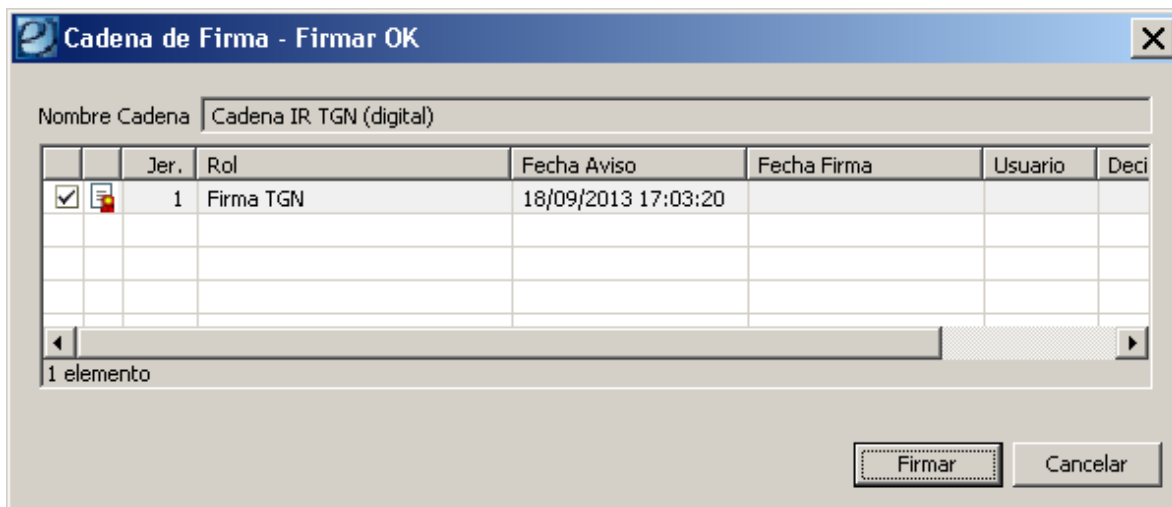 Cadena de Firma - Firmar OK
Nombre Cadena Cadena IR TGN (digital)
Jer. Rol Fecha Aviso Fecha Firma Usuario Deci
1 Firma TGN 18/09/2013 17:03:20
1 elemento
Firmar Cancelar